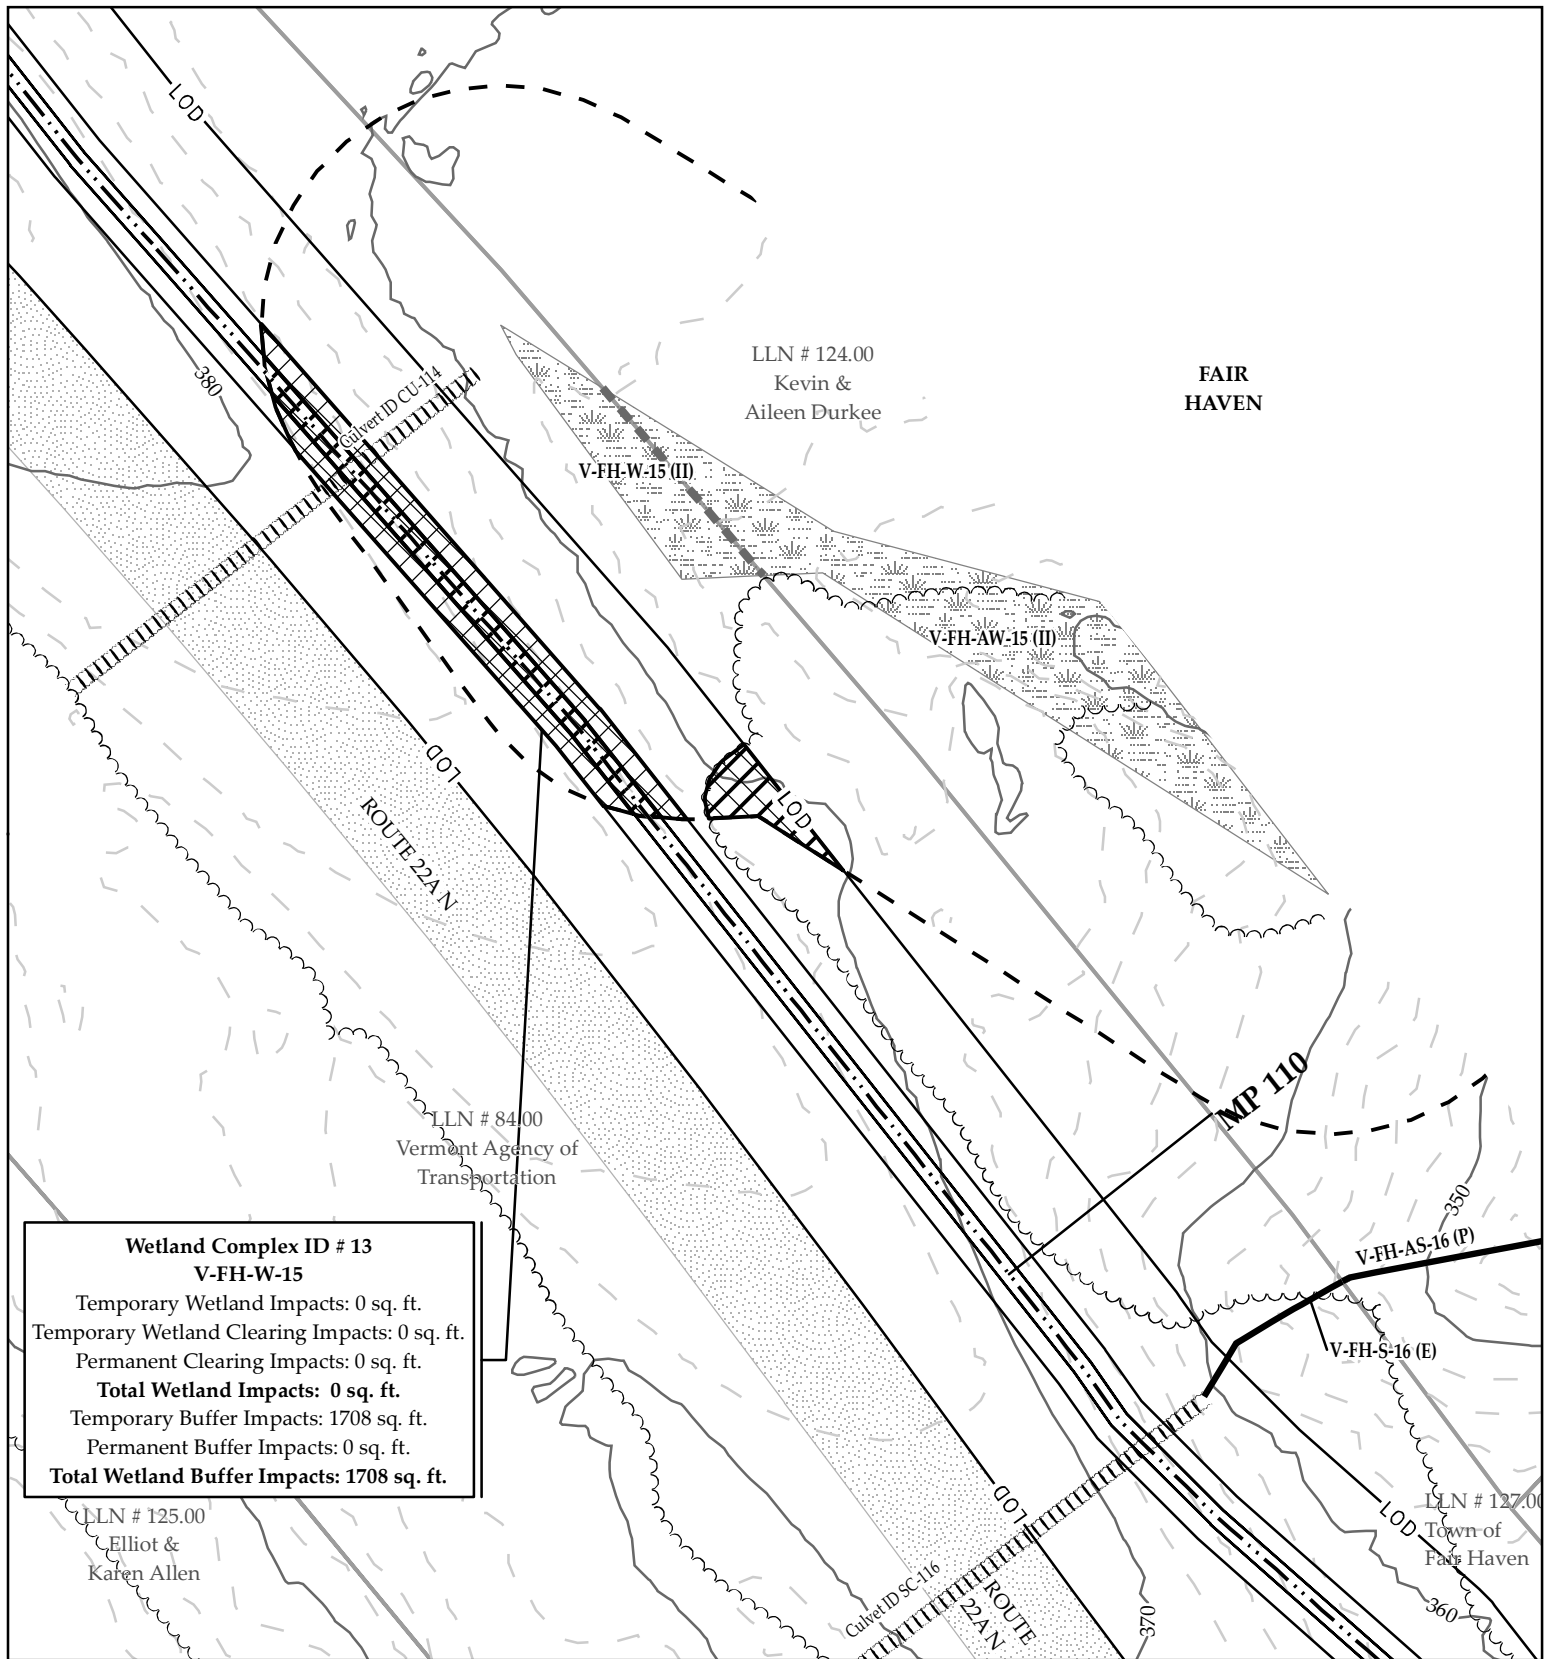 LOD
LLN # 124.00
Kevin &
Aileen Durkee
FAIR
HAVEN
380
Culvert ID CU-114
V-FH-W-15 (II)
V-FH-AW-15 (II)
LOD
LOD
ROUTE 22A N
MP 110
LLN # 84.00
Vermont Agency of
Transportation
350
V-FH-AS-16 (P)
V-FH-S-16 (E)
Wetland Complex ID # 13
V-FH-W-15
Temporary Wetland Impacts: 0 sq. ft.
Temporary Wetland Clearing Impacts: 0 sq. ft.
Permanent Clearing Impacts: 0 sq. ft.
Total Wetland Impacts: 0 sq. ft.
Temporary Buffer Impacts: 1708 sq. ft.
Permanent Buffer Impacts: 0 sq. ft.
Total Wetland Buffer Impacts: 1708 sq. ft.
LLN # 125.00
Elliot &
Karen Allen
LOD
LOD
LLN # 127.00
Town of
Fair Haven
Culvet ID SC-116
ROUTE
22A N
370
360